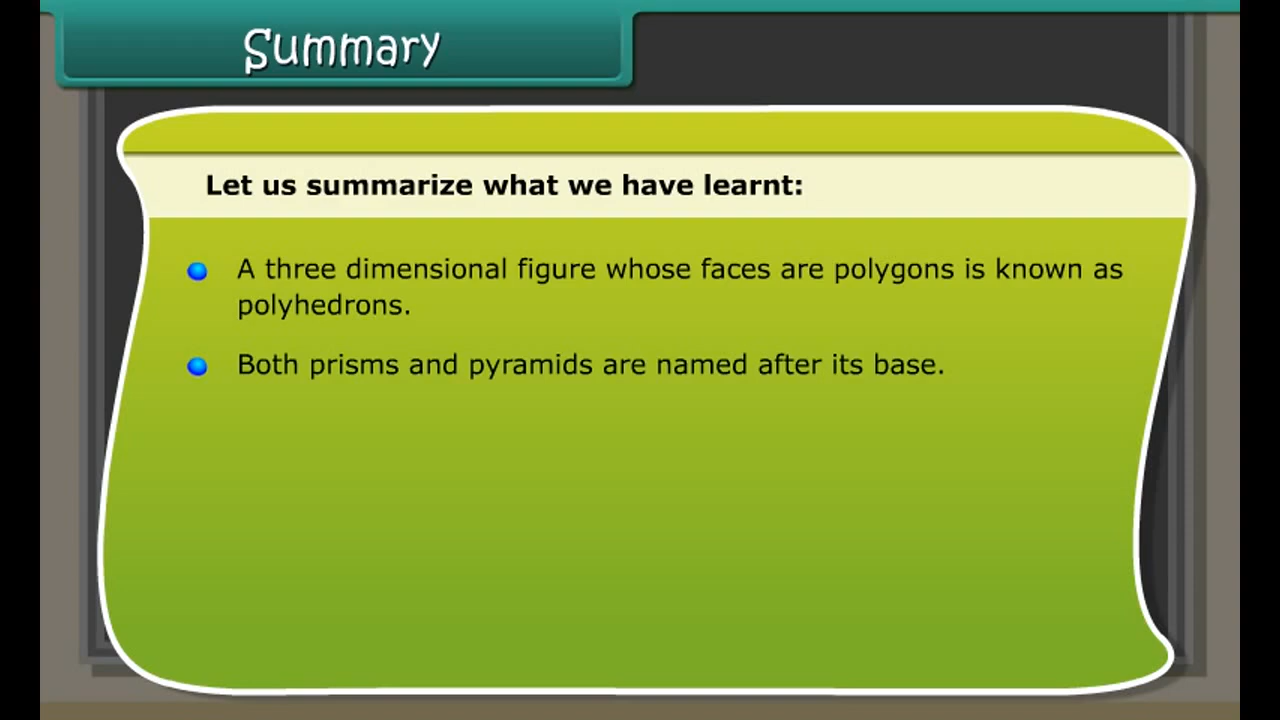 Summary
Let us summarize what we have learnt:
A three dimensional figure whose faces are polygons is known as
polyhedrons.
Both prisms and pyramids are named after its base.